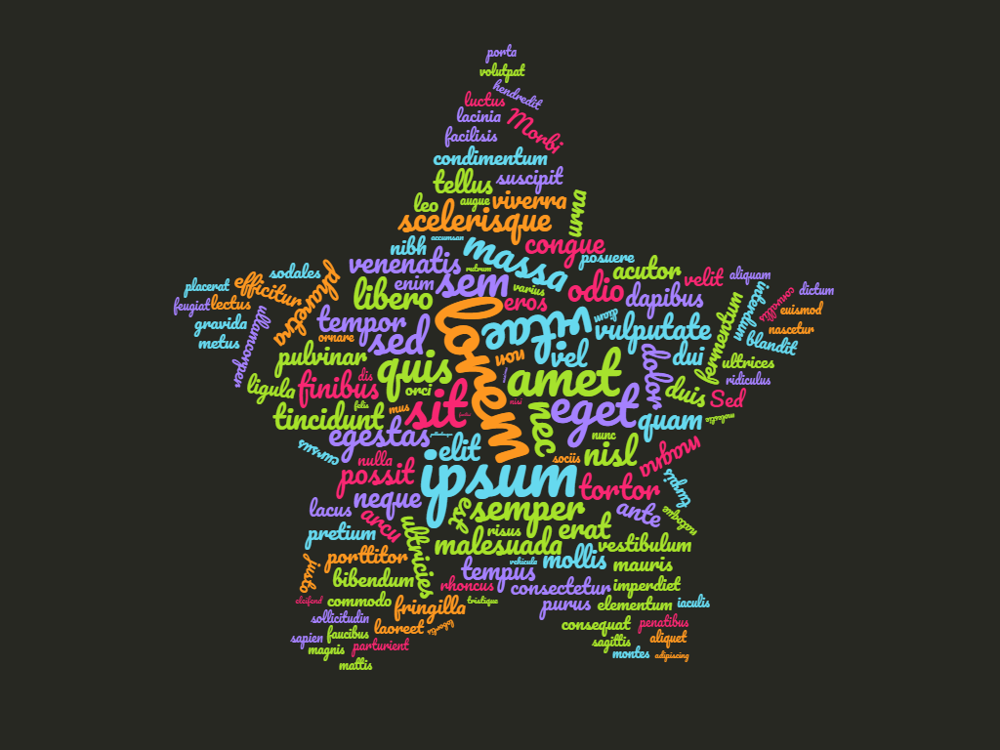 porta
volutpat
hendrerit
luctus
lacinia
Morbi
facilisis
condimentum
tellus
suscipit
leo
augue
viverra
urna
scelerisque
nibh
accumsan
massa
congue
posuere
venenatis
rutrum
auctor
velit
aliquam
sodales
pharetra
efficitur
placerat
enim
sem
varius
odio
dapibus
interdum
convallis
dictum
feugiat
lectus
libero
eros
euismod
ullamcorper
gravida
tempor
lorem
vitae
diam
vulputate
fermentum
nascetur
metus
ornare
sed
non
vel
dui
blandit
pulvinar
quis
amet
dolor
ultrices
ligula
finibus
dis
orci
duis
ridiculus
felis
mus
sit
nisi
nec
eget
Sed
tincidunt
egestas
quam
molestie
cursus
nulla
elit
sociis
nisl
nunc
magna
possit
ipsum
tortor
turpis
lacus
neque
est
semper
ante
natoque
arcu
ultricies
risus
erat
pretium
malesuada
vestibulum
justo
porttitor
tempus
vehicula
mollis
mauris
bibendum
rhoncus
consectetur
imperdiet
eleifend
commodo
fringilla
tristique
purus
elementum
iaculis
sollicitudin
laoreet
lobortis
consequat
penatibus
sapien
faucibus
sagittis
aliquet
magnis
parturient
montes
adipiscing
mattis